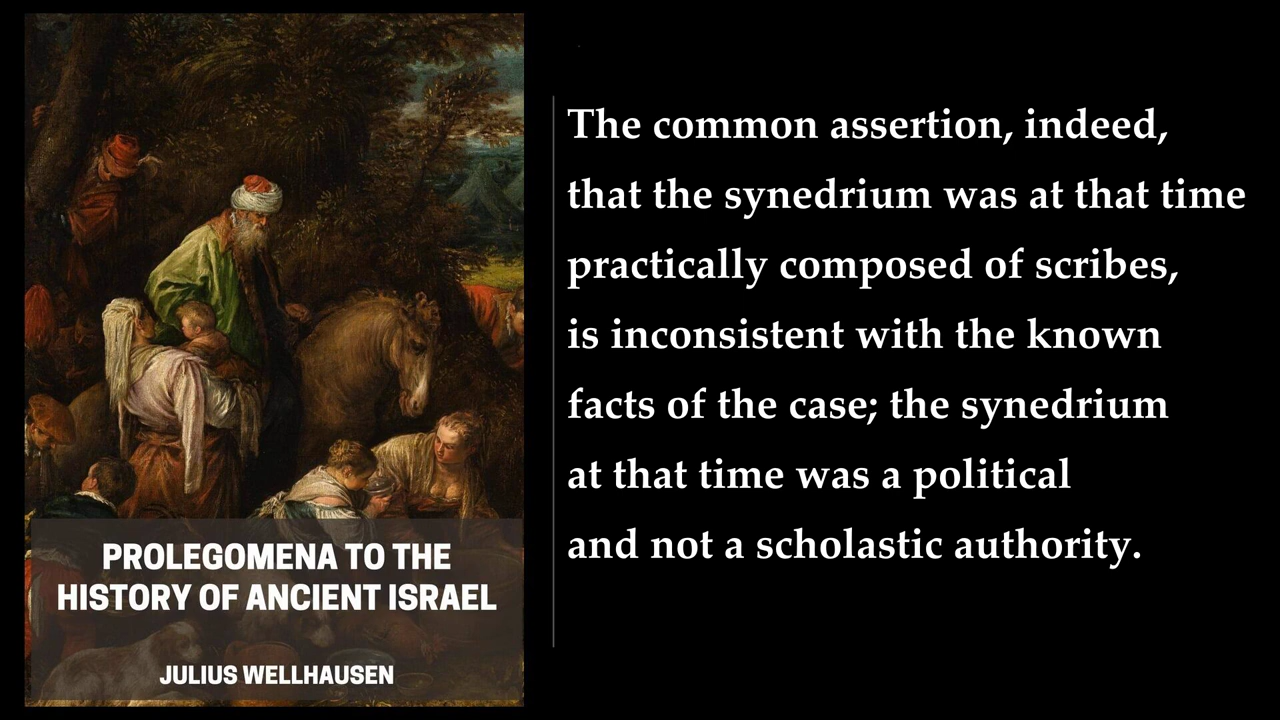 PROLEGOMENA TO THE
HISTORY OF ANCIENT ISRAEL
JULIUS WELLHAUSEN
The common assertion, indeed,
that the synedrium was at that time
practically composed of scribes,
is inconsistent with the known
facts of the case; the synedrium
at that time was a political
and not a scholastic authority.